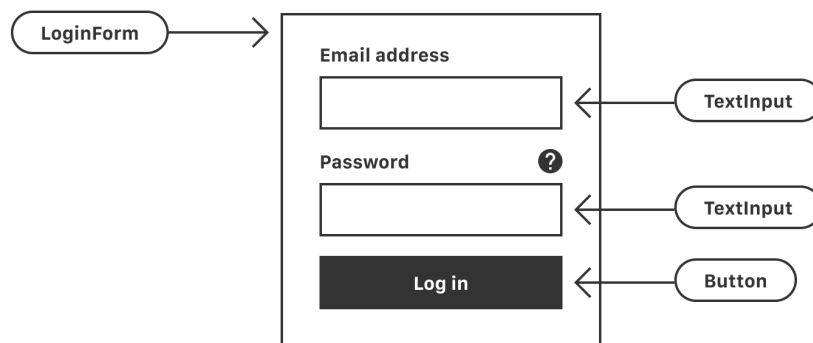 LoginForm
Email address
TextInput
Password
?
TextInput
Log in
Button